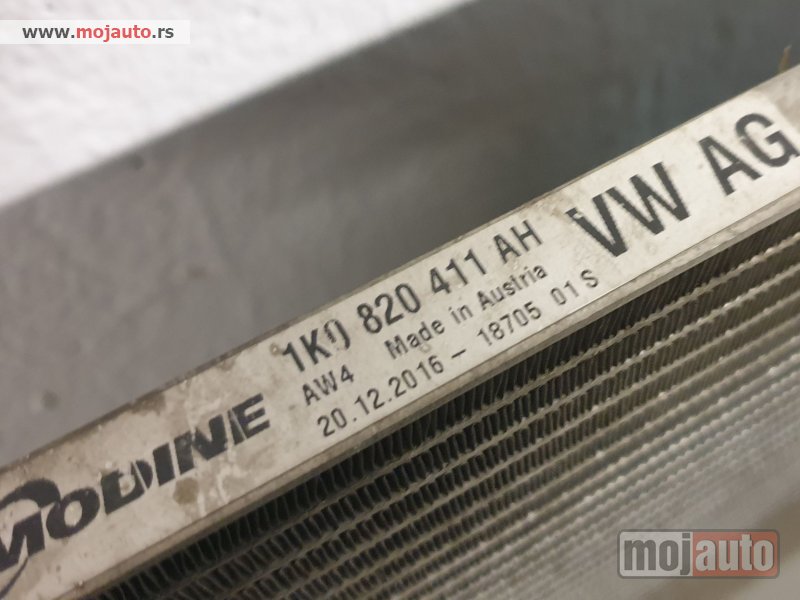 www.mojauto.rs
MODINE
1K0 820 411 AH
AW4 Made in Austria
20.12.2016 - 18705 01 S
VW AG
mojauto